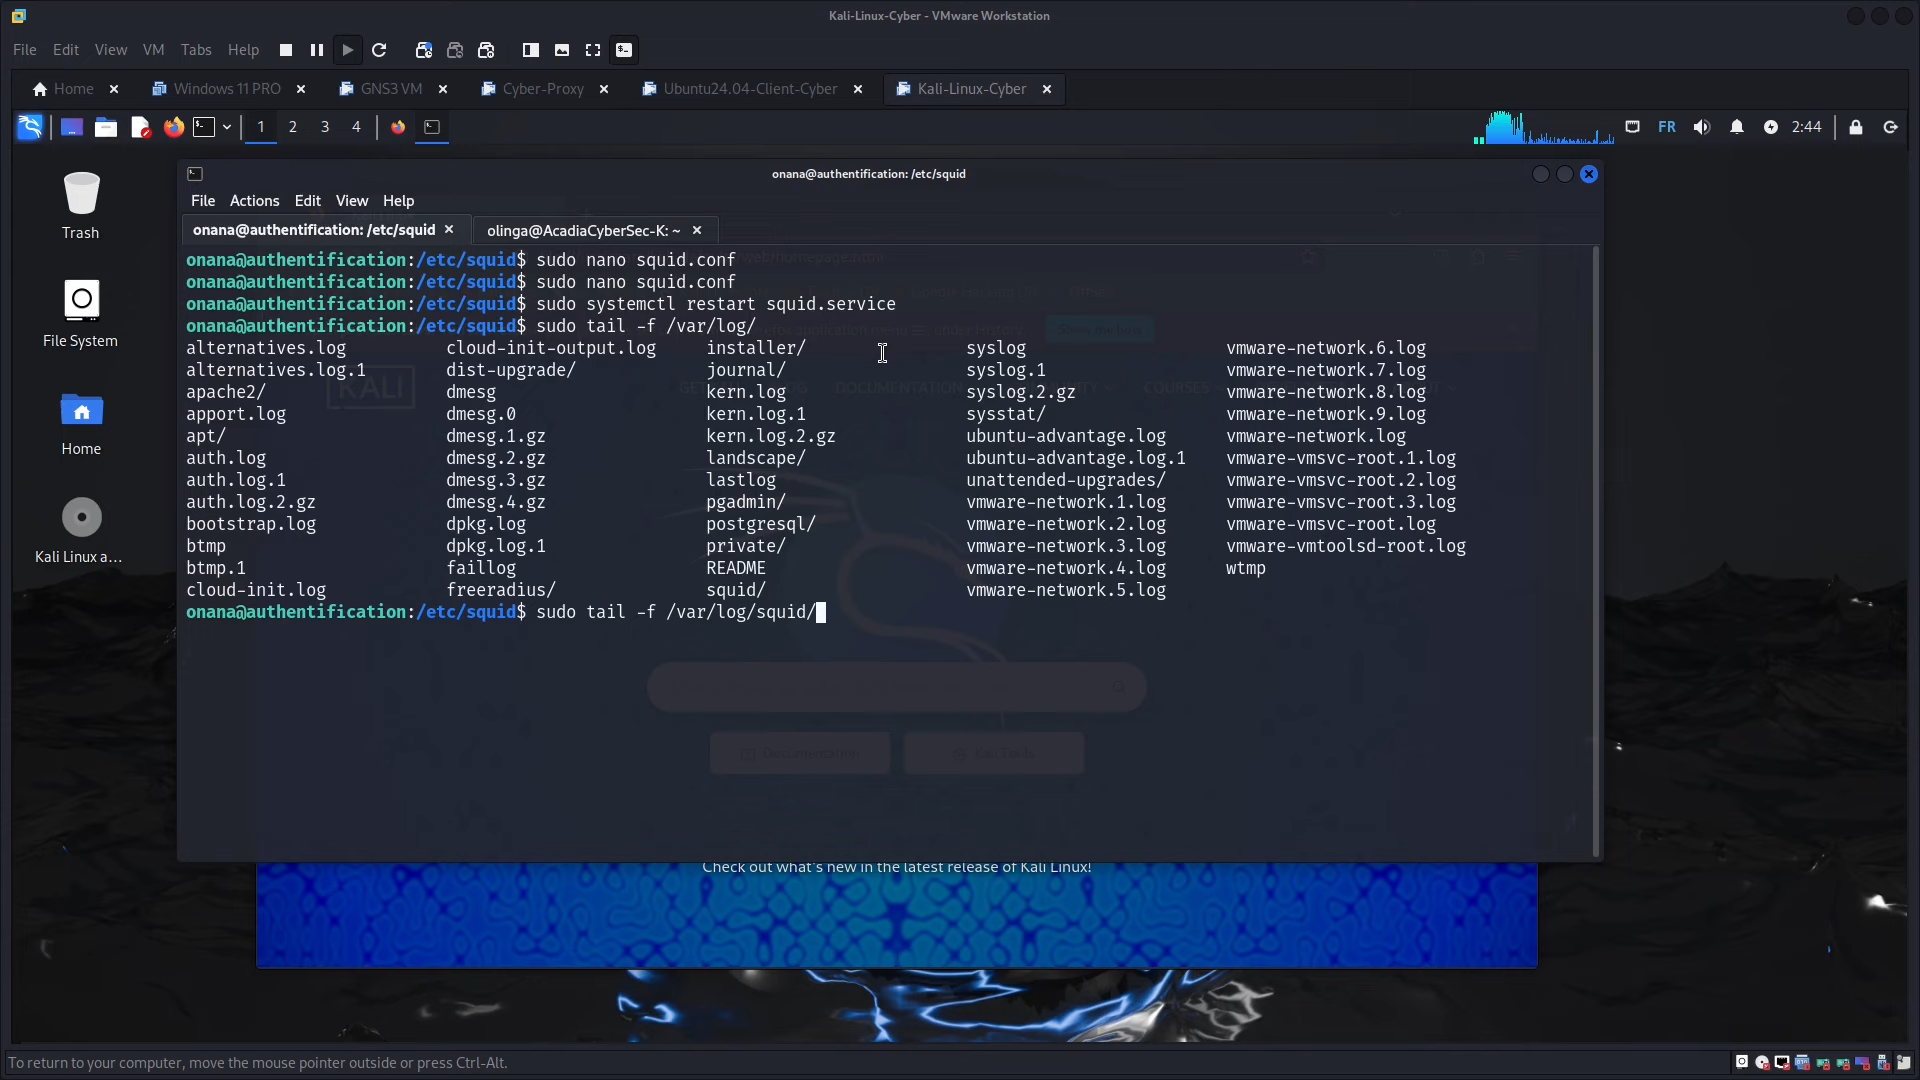 Kali-Linux-Cyber - VMware Workstation
File Edit View VM Tabs Help
Home Windows 11 PRO GNS3 VM Cyber-Proxy Ubuntu24.04-Client-Cyber Kali-Linux-Cyber
1 2 3 4 FR 2:44
Trash
File System
Home
Kali Linux a...
onana@authentification: /etc/squid
File Actions Edit View Help
onana@authentification: /etc/squid olinga@AcadiaCyberSec-K: ~
onana@authentification:/etc/squid$ sudo nano squid.conf
onana@authentification:/etc/squid$ sudo nano squid.conf
onana@authentification:/etc/squid$ sudo systemctl restart squid.service
onana@authentification:/etc/squid$ sudo tail -f /var/log/
alternatives.log cloud-init-output.log installer/ syslog vmware-network.6.log
alternatives.log.1 dist-upgrade/ journal/ syslog.1 vmware-network.7.log
apache2/ dmesg kern.log syslog.2.gz vmware-network.8.log
apport.log dmesg.0 kern.log.1 sysstat/ vmware-network.9.log
apt/ dmesg.1.gz kern.log.2.gz ubuntu-advantage.log vmware-network.log
auth.log dmesg.2.gz landscape/ ubuntu-advantage.log.1 vmware-vmsvc-root.1.log
auth.log.1 dmesg.3.gz lastlog unattended-upgrades/ vmware-vmsvc-root.2.log
auth.log.2.gz dmesg.4.gz pgadmin/ vmware-network.1.log vmware-vmsvc-root.3.log
bootstrap.log dpkg.log postgresql/ vmware-network.2.log vmware-vmsvc-root.log
btmp dpkg.log.1 private/ vmware-network.3.log vmware-vmtoolsd-root.log
btmp.1 faillog README vmware-network.4.log wtmp
cloud-init.log freeradius/ squid/ vmware-network.5.log
onana@authentification:/etc/squid$ sudo tail -f /var/log/squid/
KALI
DOCUMENTATION
COURSES
Documentation Kali Tools
Check out what's new in the latest release of Kali Linux!
To return to your computer, move the mouse pointer outside or press Ctrl-Alt.